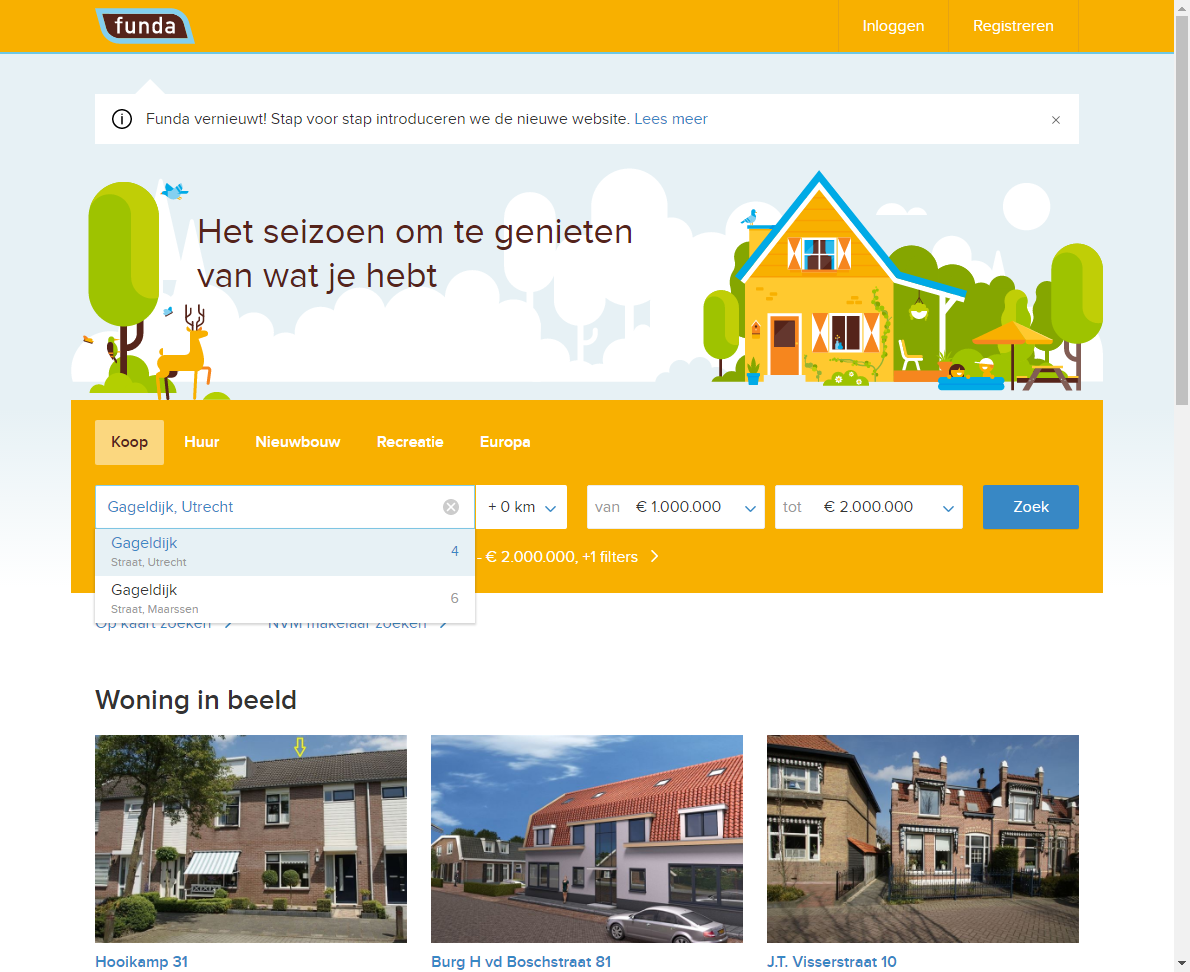 funda
Inloggen
Registreren
Funda vernieuwt! Stap voor stap introduceren we de nieuwe website. Lees meer
Het seizoen om te genieten
van wat je hebt
Koop
Huur
Nieuwbouw
Recreatie
Europa
Gageldijk, Utrecht
+ 0 km
van € 1.000.000
tot € 2.000.000
Zoek
Gageldijk
4
Straat, Utrecht
- € 2.000.000, +1 filters
Gageldijk
6
Straat, Maarssen
Op kaart zoeken
NVM makelaar zoeken
Woning in beeld
Hooikamp 31
Burg H vd Boschstraat 81
J.T. Visserstraat 10